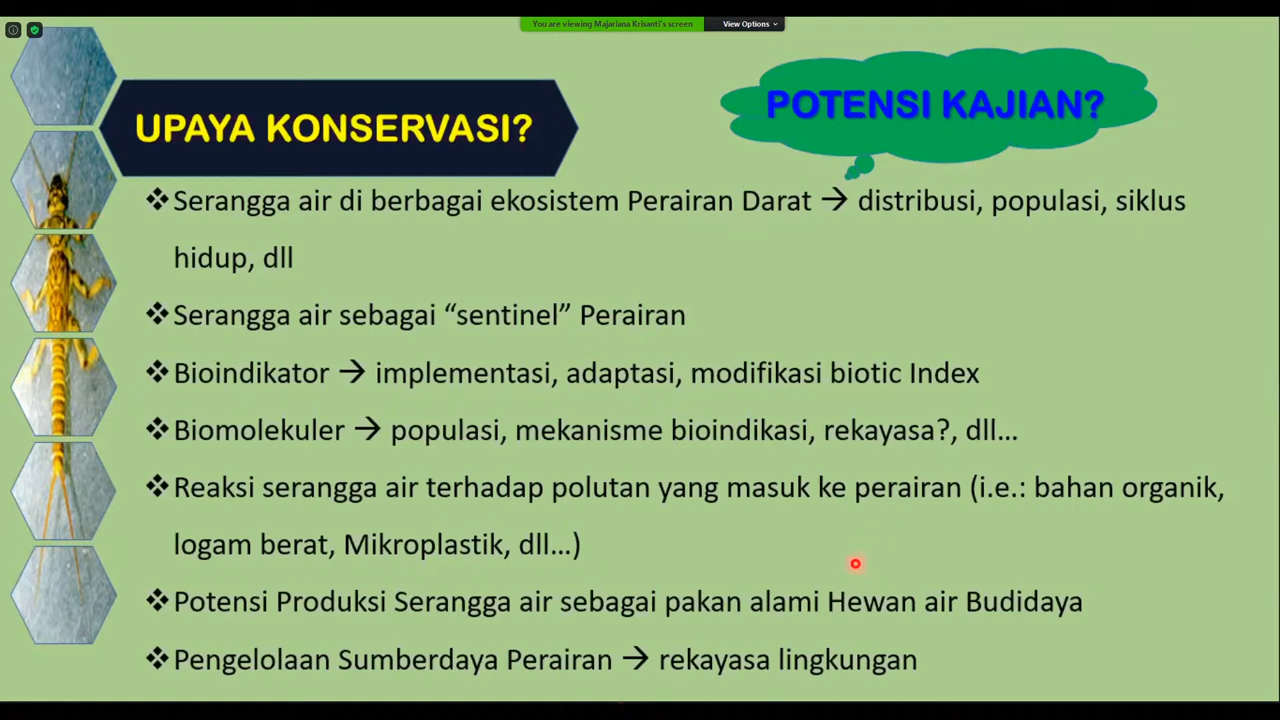 You are viewing Majariana Krisanti's screen
View Options
UPAYA KONSERVASI?
POTENSI KAJIAN?
❖Serangga air di berbagai ekosistem Perairan Darat → distribusi, populasi, siklus
hidup, dll
❖Serangga air sebagai “sentinel” Perairan
❖Bioindikator → implementasi, adaptasi, modifikasi biotic Index
❖Biomolekuler → populasi, mekanisme bioindikasi, rekayasa?, dll…
❖Reaksi serangga air terhadap polutan yang masuk ke perairan (i.e.: bahan organik,
logam berat, Mikroplastik, dll…)
❖Potensi Produksi Serangga air sebagai pakan alami Hewan air Budidaya
❖Pengelolaan Sumberdaya Perairan → rekayasa lingkungan